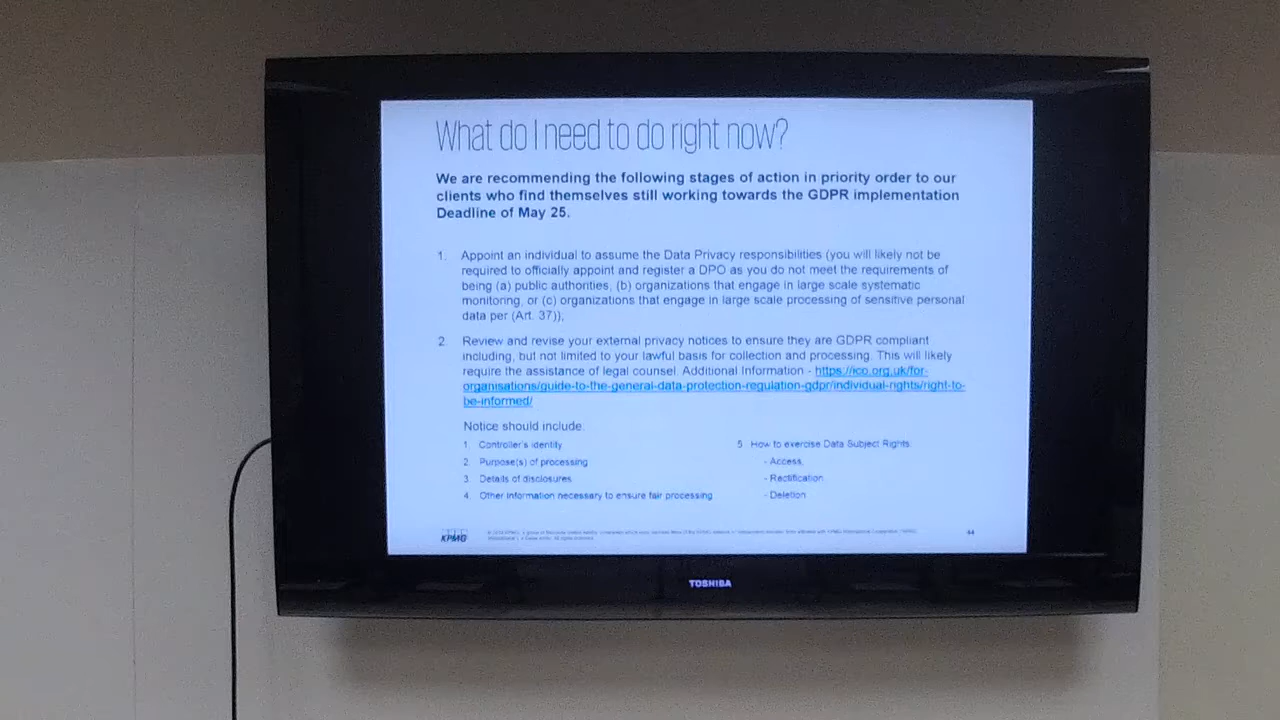 What do I need to do right now?
We are recommending the following stages of action in priority order to our
clients who find themselves still working towards the GDPR implementation
Deadline of May 25.
1. Appoint an individual to assume the Data Privacy responsibilities (you will likely not be
required to officially appoint and register a DPO as you do not meet the requirements of
being (a) public authorities, (b) organizations that engage in large scale systematic
monitoring, or (c) organizations that engage in large scale processing of sensitive personal
data per (Art. 37));
2. Review and revise your external privacy notices to ensure they are GDPR compliant
including, but not limited to your lawful basis for collection and processing. This will likely
require the assistance of legal counsel. Additional Information - https://ico.org.uk/for-
organisations/guide-to-the-general-data-protection-regulation-gdpr/individual-rights/right-to-
be-informed/
Notice should include:
1. Controller's identity
2. Purpose(s) of processing
3. Details of disclosures
4. Other information necessary to ensure fair processing
5. How to exercise Data Subject Rights:
- Access,
- Rectification
- Deletion
KPMG
44
TOSHIBA